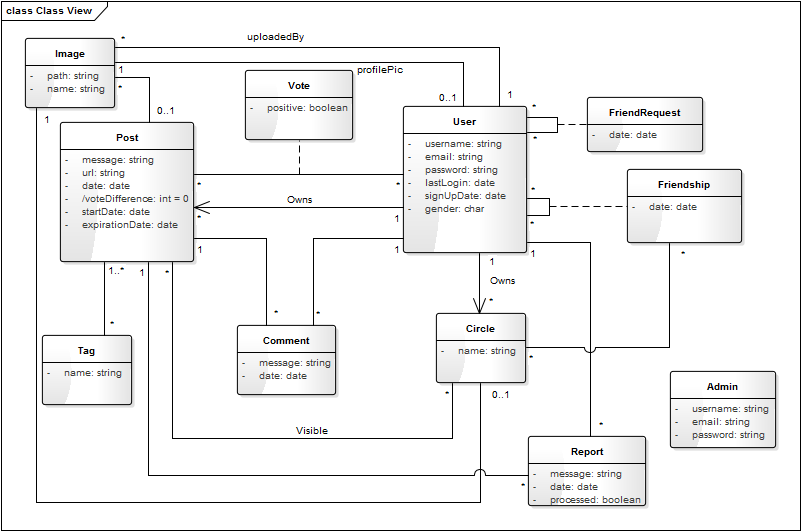 class Class View
uploadedBy
*
Image
- path: string
- name: string
1
*
1
profilePic
0..1
0..1
1
Vote
- positive: boolean
*
*
FriendRequest
- date: date
Post
- message: string
- url: string
- date: date
- /voteDifference: int = 0
- startDate: date
- expirationDate: date
User
- username: string
- email: string
- password: string
- lastLogin: date
- signUpDate: date
- gender: char
*
*
Owns
*
1
*
*
Friendship
- date: date
1
1
1..*
1
*
1
1
*
Owns
*
*
*
*
Tag
- name: string
Comment
- message: string
- date: date
Circle
- name: string
*
*
0..1
Visible
Admin
- username: string
- email: string
- password: string
*
*
Report
- message: string
- date: date
- processed: boolean